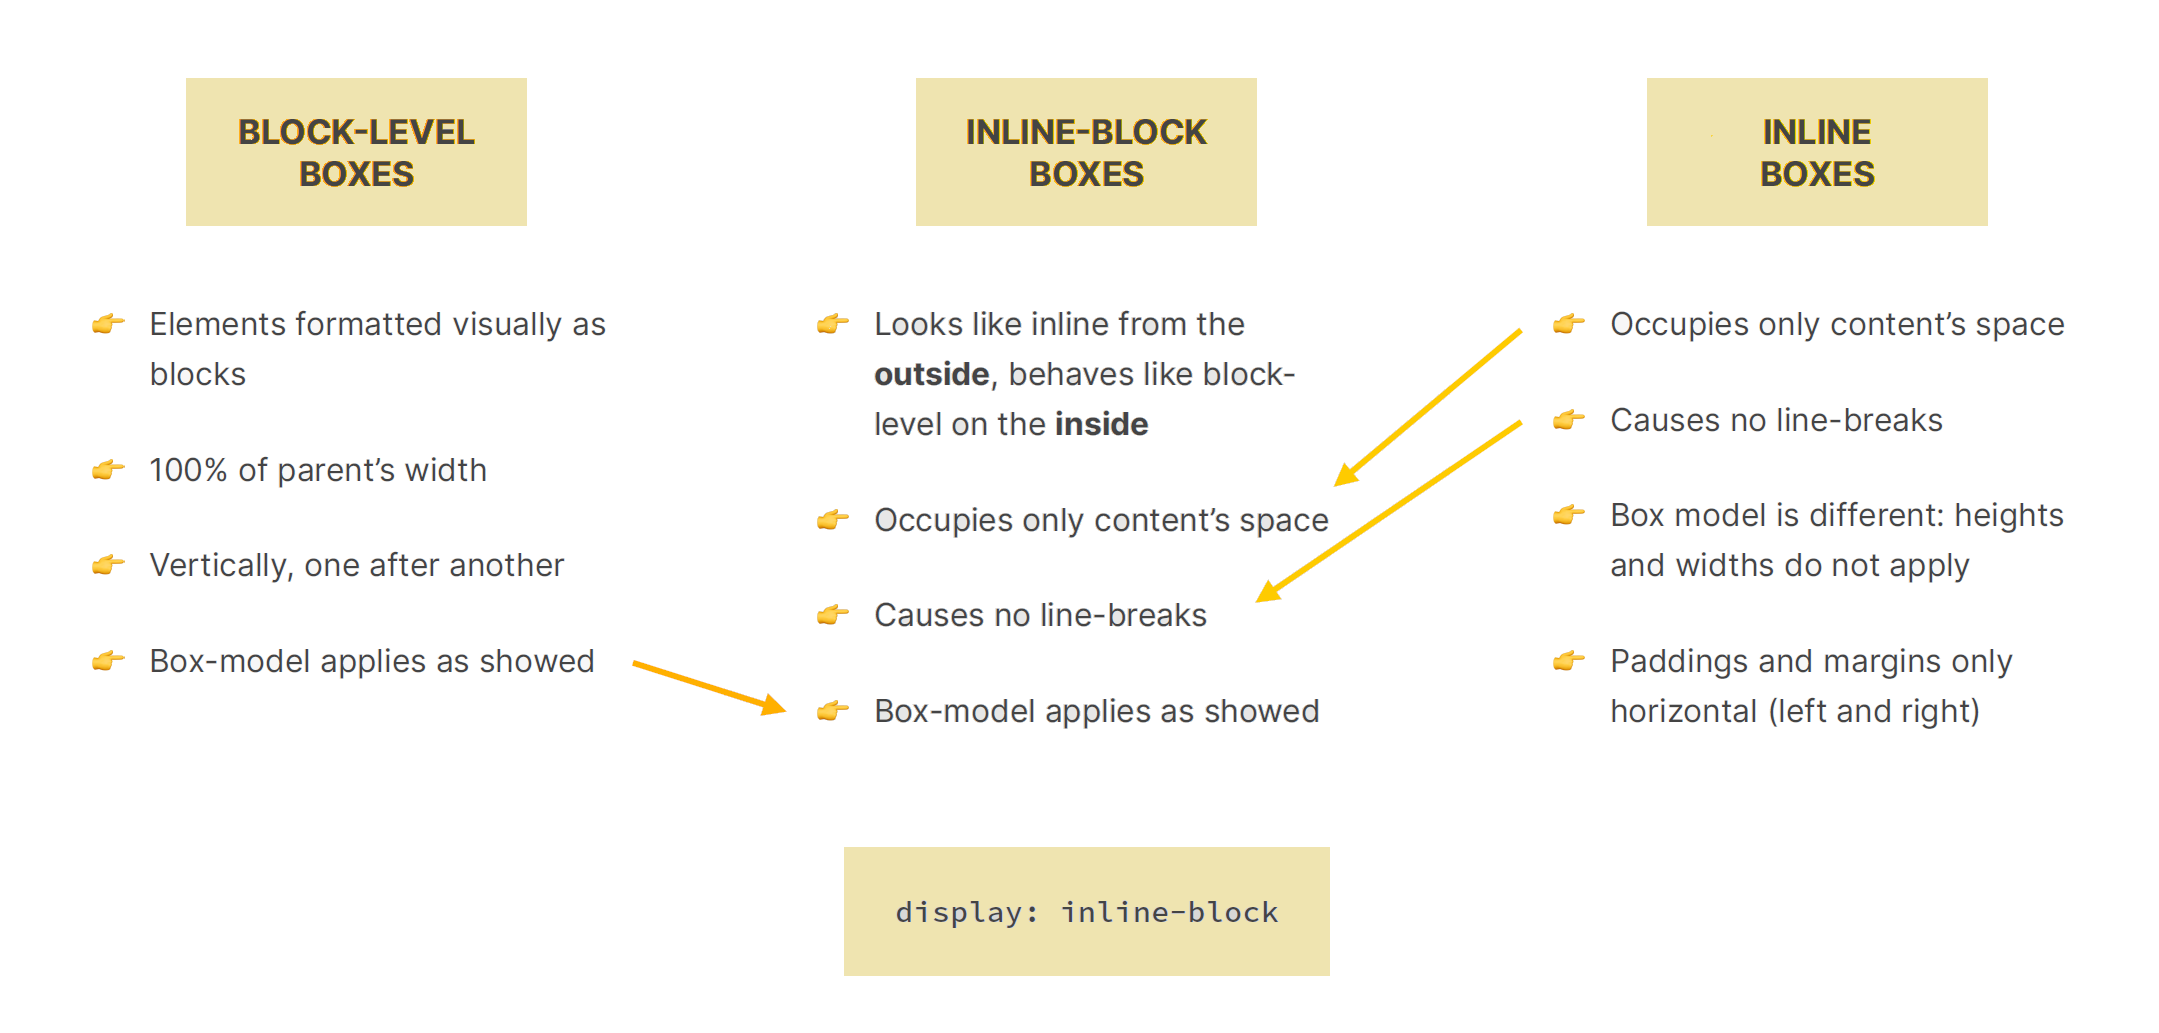 BLOCK-LEVEL
BOXES
Elements formatted visually as
blocks
100% of parent's width
Vertically, one after another
Box-model applies as showed
INLINE-BLOCK
BOXES
Looks like inline from the
outside, behaves like block-
level on the inside
Occupies only content's space
Causes no line-breaks
Box-model applies as showed
display: inline-block
INLINE
BOXES
Occupies only content's space
Causes no line-breaks
Box model is different: heights
and widths do not apply
Paddings and margins only
horizontal (left and right)